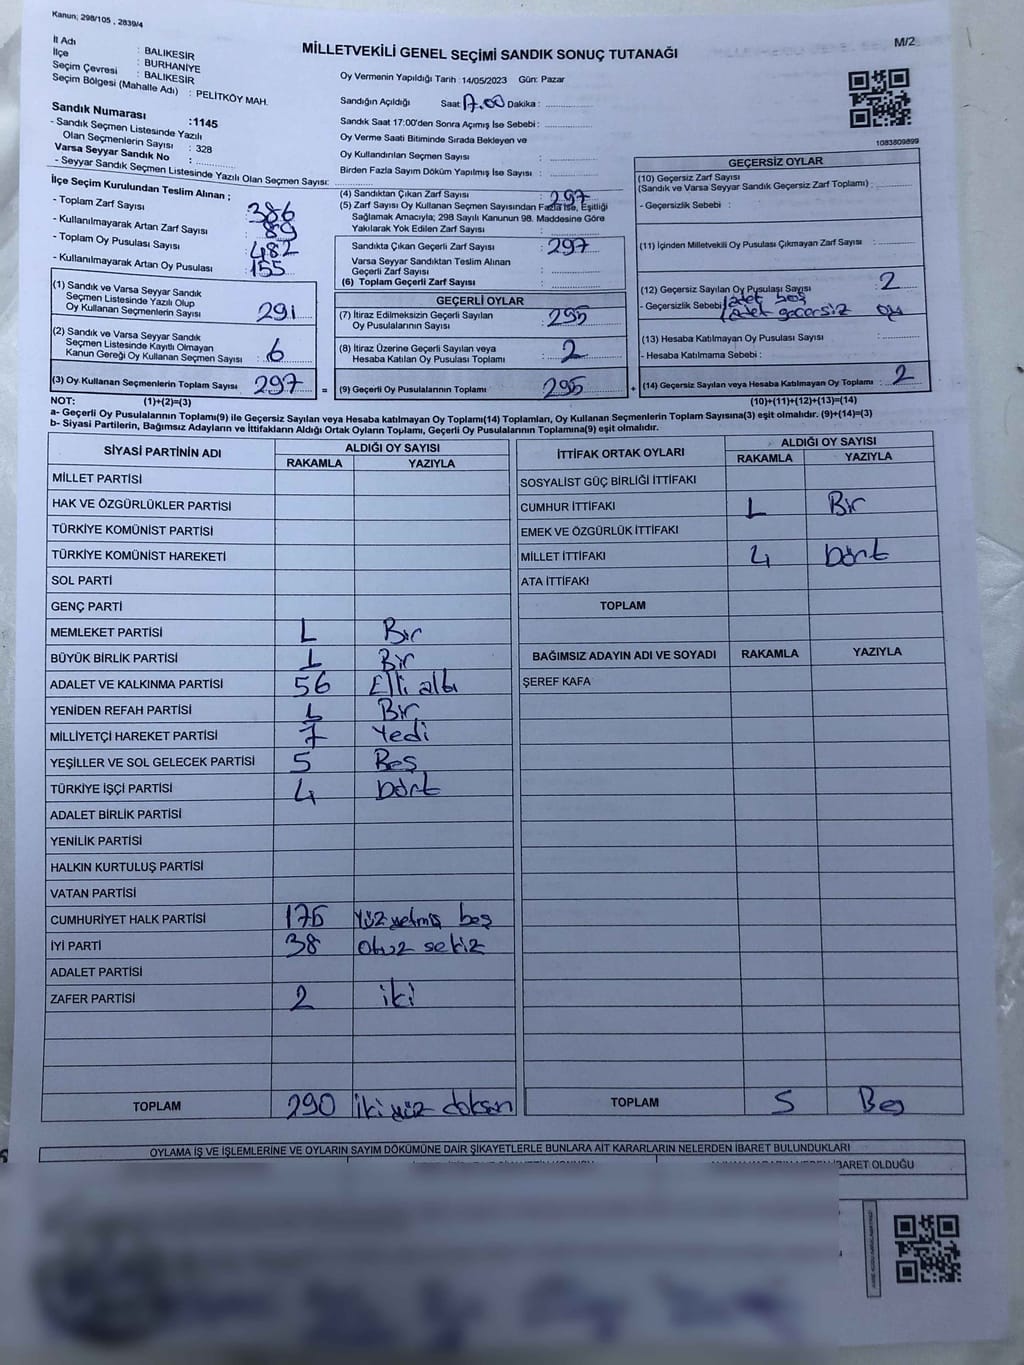 Kanun; 298/105 , 2839/4
M/2
MİLLETVEKİLİ GENEL SEÇİMİ SANDIK SONUÇ TUTANAĞI
İl Adı : BALIKESİR
İlçe : BURHANİYE
Seçim Çevresi : BALIKESİR
Seçim Bölgesi (Mahalle Adı) : PELİTKÖY MAH.
Sandık Numarası :1145
- Sandık Seçmen Listesinde Yazılı
Olan Seçmenlerin Sayısı : 328
Varsa Seyyar Sandık No :
- Seyyar Sandık Seçmen Listesinde Yazılı Olan Seçmen Sayısı:
Oy Vermenin Yapıldığı Tarih :14/05/2023 Gün: Pazar
Sandığın Açıldığı Saat: 17.00 Dakika :
Sandık Saat 17:00'den Sonra Açımış İse Sebebi :
Oy Verme Saati Bitiminde Sırada Bekleyen ve
Oy Kullandırılan Seçmen Sayısı :
Birden Fazla Sayım Döküm Yapılmış İse Sayısı :
1083809899
İlçe Seçim Kurulundan Teslim Alınan ;
- Toplam Zarf Sayısı : 386
- Kullanılmayarak Artan Zarf Sayısı : 89
- Toplam Oy Pusulası Sayısı : 482
- Kullanılmayarak Artan Oy Pusulası : 155
(1) Sandık ve Varsa Seyyar Sandık
Seçmen Listesinde Yazılı Olup
Oy Kullanan Seçmenlerin Sayısı : 291
(2) Sandık ve Varsa Seyyar Sandık
Seçmen Listesinde Kayıtlı Olmayan
Kanun Gereği Oy Kullanan Seçmen Sayısı : 6
(3) Oy Kullanan Seçmenlerin Toplam Sayısı : 297
(4) Sandıktan Çıkan Zarf Sayısı : 297
(5) Zarf Sayısı Oy Kullanan Seçmen Sayısından Fazla İse, Eşitliği
Sağlamak Amacıyla; 298 Sayılı Kanunun 98. Maddesine Göre
Yakılarak Yok Edilen Zarf Sayısı :
Sandıkta Çıkan Geçerli Zarf Sayısı : 297
Varsa Seyyar Sandıktan Teslim Alınan
Geçerli Zarf Sayısı :
(6) Toplam Geçerli Zarf Sayısı :
GEÇERLİ OYLAR
(7) İtiraz Edilmeksizin Geçerli Sayılan
Oy Pusulalarının Sayısı : 295
(8) İtiraz Üzerine Geçerli Sayılan veya
Hesaba Katılan Oy Pusulası Toplamı : 2
= (9) Geçerli Oy Pusulalarının Toplamı : 295
GEÇERSİZ OYLAR
(10) Geçersiz Zarf Sayısı
(Sandık ve Varsa Seyyar Sandık Geçersiz Zarf Toplamı) :
- Geçersizlik Sebebi :
(11) İçinden Milletvekili Oy Pusulası Çıkmayan Zarf Sayısı :
(12) Geçersiz Sayılan Oy Pusulası Sayısı : 2
- Geçersizlik Sebebi : 1 adet boş
1 adet geçersiz oy
(13) Hesaba Katılmayan Oy Pusulası Sayısı :
- Hesaba Katılmama Sebebi :
+ (14) Geçersiz Sayılan veya Hesaba Katılmayan Oy Toplamı : 2
NOT: (1)+(2)=(3) (10)+(11)+(12)+(13)=(14)
a- Geçerli Oy Pusulalarının Toplamı(9) ile Geçersiz Sayılan veya Hesaba katılmayan Oy Toplamı(14) Toplamları, Oy Kullanan Seçmenlerin Toplam Sayısına(3) eşit olmalıdır. (9)+(14)=(3)
b- Siyasi Partilerin, Bağımsız Adayların ve İttifakların Aldığı Ortak Oyların Toplamı, Geçerli Oy Pusulalarının Toplamına(9) eşit olmalıdır.
SİYASİ PARTİNİN ADI ALDIĞI OY SAYISI
RAKAMLA YAZIYLA
MİLLET PARTİSİ
HAK VE ÖZGÜRLÜKLER PARTİSİ
TÜRKİYE KOMÜNİST PARTİSİ
TÜRKİYE KOMÜNİST HAREKETİ
SOL PARTİ
GENÇ PARTİ
MEMLEKET PARTİSİ 1 Bir
BÜYÜK BİRLİK PARTİSİ 1 Bir
ADALET VE KALKINMA PARTİSİ 56 Elli altı
YENİDEN REFAH PARTİSİ 1 Bir
MİLLİYETÇİ HAREKET PARTİSİ 7 Yedi
YEŞİLLER VE SOL GELECEK PARTİSİ 5 Beş
TÜRKİYE İŞÇİ PARTİSİ 4 Dört
ADALET BİRLİK PARTİSİ
YENİLİK PARTİSİ
HALKIN KURTULUŞ PARTİSİ
VATAN PARTİSİ
CUMHURİYET HALK PARTİSİ 175 Yüz yetmiş beş
İYİ PARTİ 38 Otuz sekiz
ADALET PARTİSİ
ZAFER PARTİSİ 2 iki
TOPLAM 290 İki yüz doksan
İTTİFAK ORTAK OYLARI ALDIĞI OY SAYISI
RAKAMLA YAZIYLA
SOSYALİST GÜÇ BİRLİĞİ İTTİFAKI
CUMHUR İTTİFAKI 1 Bir
EMEK VE ÖZGÜRLÜK İTTİFAKI
MİLLET İTTİFAKI 4 Dört
ATA İTTİFAKI
TOPLAM
BAĞIMSIZ ADAYIN ADI VE SOYADI RAKAMLA YAZIYLA
ŞEREF KAFA
TOPLAM 5 Beş
OYLAMA İŞ VE İŞLEMLERİNE VE OYLARIN SAYIM DÖKÜMÜNE DAİR ŞİKAYETLERLE BUNLARA AİT KARARLARIN NELERDEN İBARET BULUNDUKLARI
İBARET OLDUĞU